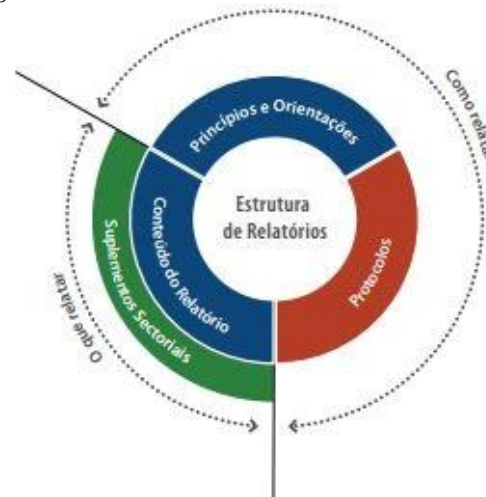 Como relatar
Princípios e Orientações
Estrutura
de Relatórios
Conteúdo do Relatório
Protocolos
Suplementos Sectoriais
O que relatar